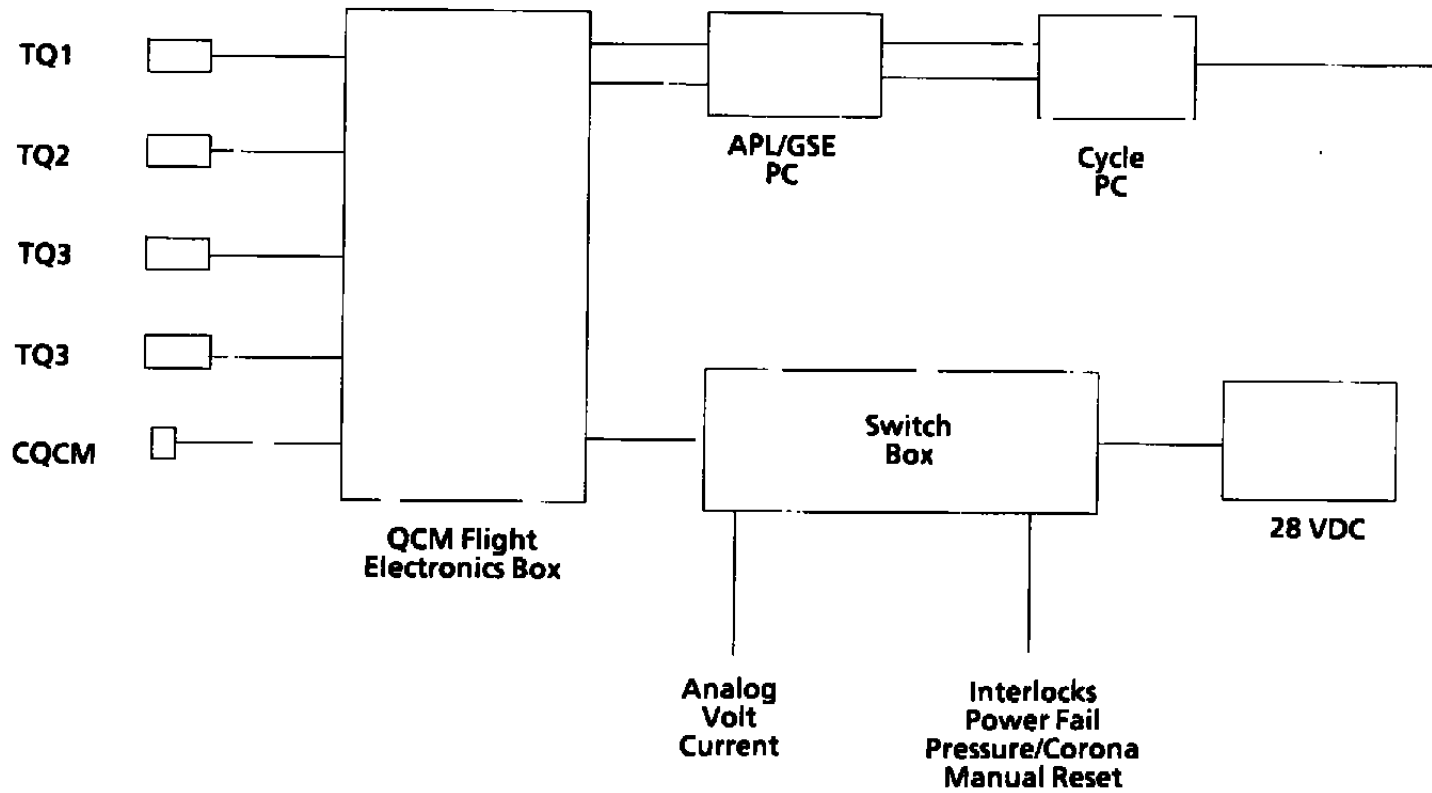 TQ1
TQ2
TQ3
TQ3
CQCM
QCM Flight
Electronics Box
APL/GSE
PC
Cycle
PC
Switch
Box
28 VDC
Analog
Volt
Current
Interlocks
Power Fail
Pressure/Corona
Manual Reset